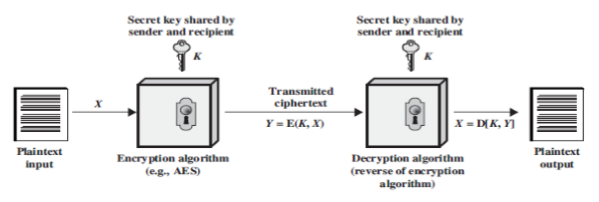 Secret key shared by
sender and recipient
K
Secret key shared by
sender and recipient
K
X
Transmitted
ciphertext
Y = E(K, X)
X = D[K, Y]
Plaintext
input
Encryption algorithm
(e.g., AES)
Decryption algorithm
(reverse of encryption
algorithm)
Plaintext
output